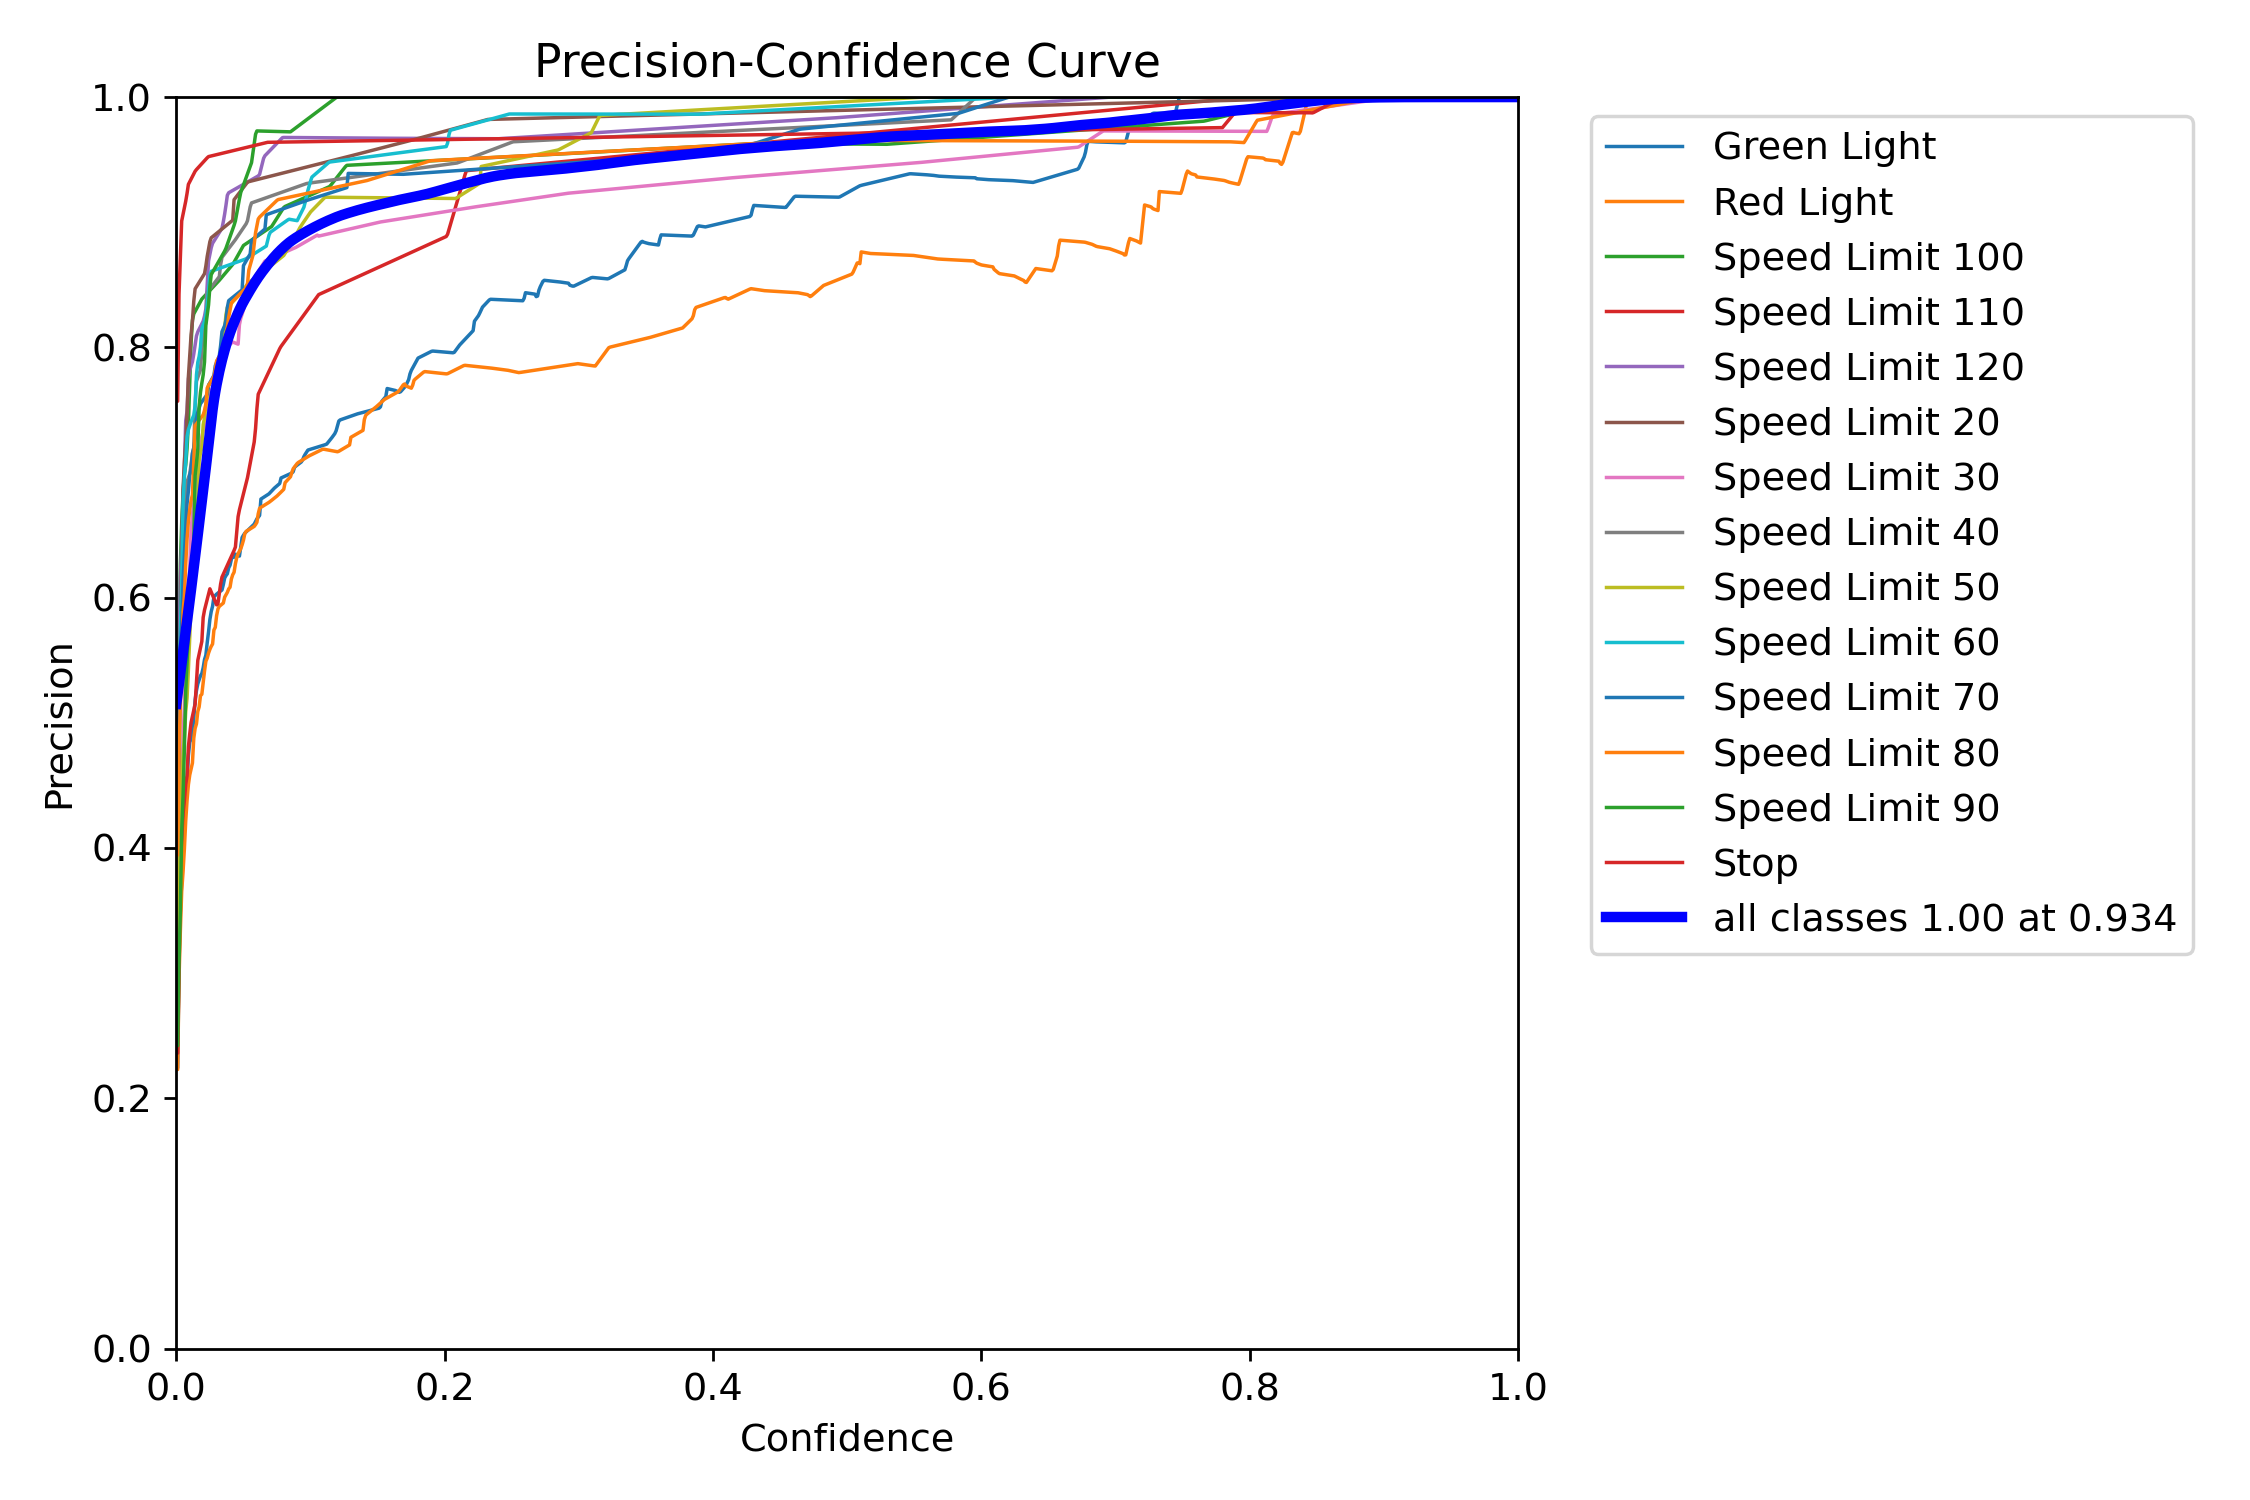 Precision-Confidence Curve
1.0
0.8
0.6
0.4
0.2
0.0
Precision
0.0 0.2 0.4 0.6 0.8 1.0
Confidence
Green Light
Red Light
Speed Limit 100
Speed Limit 110
Speed Limit 120
Speed Limit 20
Speed Limit 30
Speed Limit 40
Speed Limit 50
Speed Limit 60
Speed Limit 70
Speed Limit 80
Speed Limit 90
Stop
all classes 1.00 at 0.934